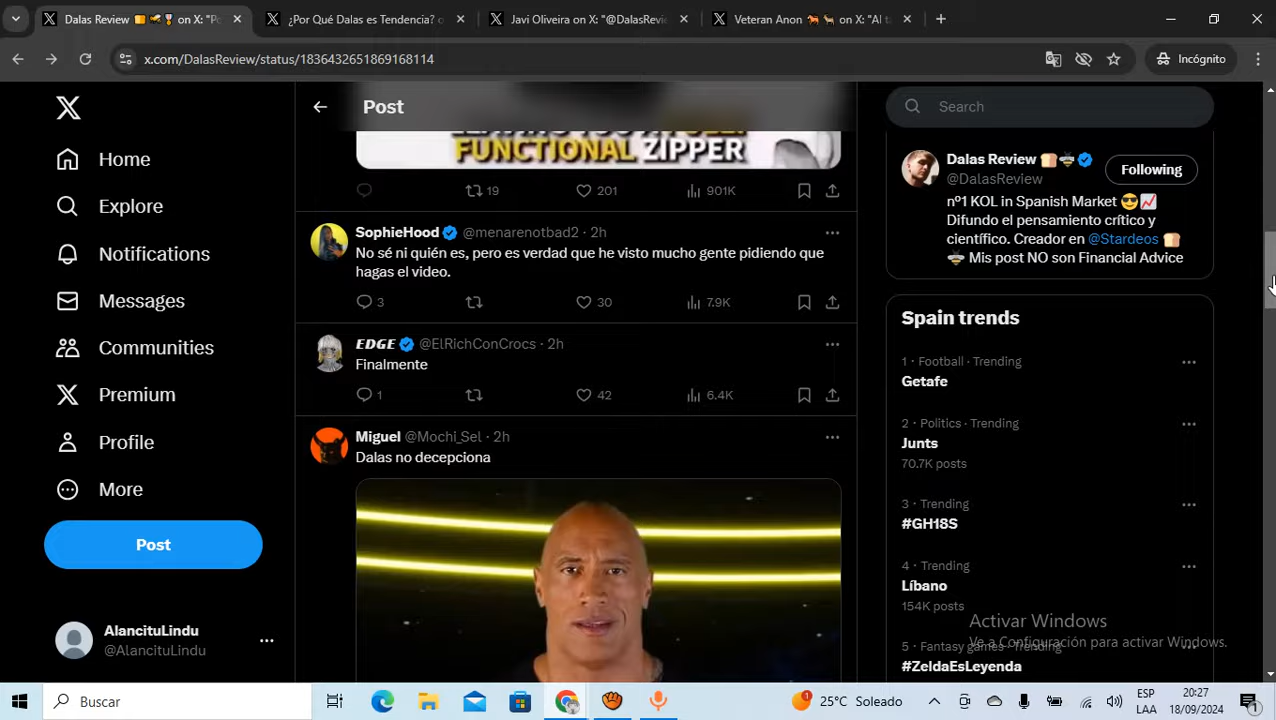 Dalas Review on X: "Po
¿Por Qué Dalas es Tendencia? o
Javi Oliveira on X: "@DalasRevie
Veteran Anon on X: "Al ta
x.com/DalasReview/status/1836432651869168114
Incógnito
Home
Explore
Notifications
Messages
Communities
Premium
Profile
More
Post
AlancituLindu
@AlancituLindu
Post
FUNCTIONAL ZIPPER
19
201
901K
SophieHood @menarenotbad2 · 2h
No sé ni quién es, pero es verdad que he visto mucho gente pidiendo que
hagas el video.
3
30
7.9K
EDGE @ElRichConCrocs · 2h
Finalmente
1
42
6.4K
Miguel @Mochi_Sel · 2h
Dalas no decepciona
Search
Dalas Review
@DalasReview
Following
nº1 KOL in Spanish Market
Difundo el pensamiento crítico y
científico. Creador en @Stardeos
Mis post NO son Financial Advice
Spain trends
1 · Football · Trending
Getafe
2 · Politics · Trending
Junts
70.7K posts
3 · Trending
#GH18S
4 · Trending
Líbano
154K posts
5 · Fantasy games · Trending
#ZeldaEsLeyenda
Activar Windows
Ve a Configuración para activar Windows.
Buscar
1
25°C Soleado
ESP
LAA
20:27
18/09/2024
1